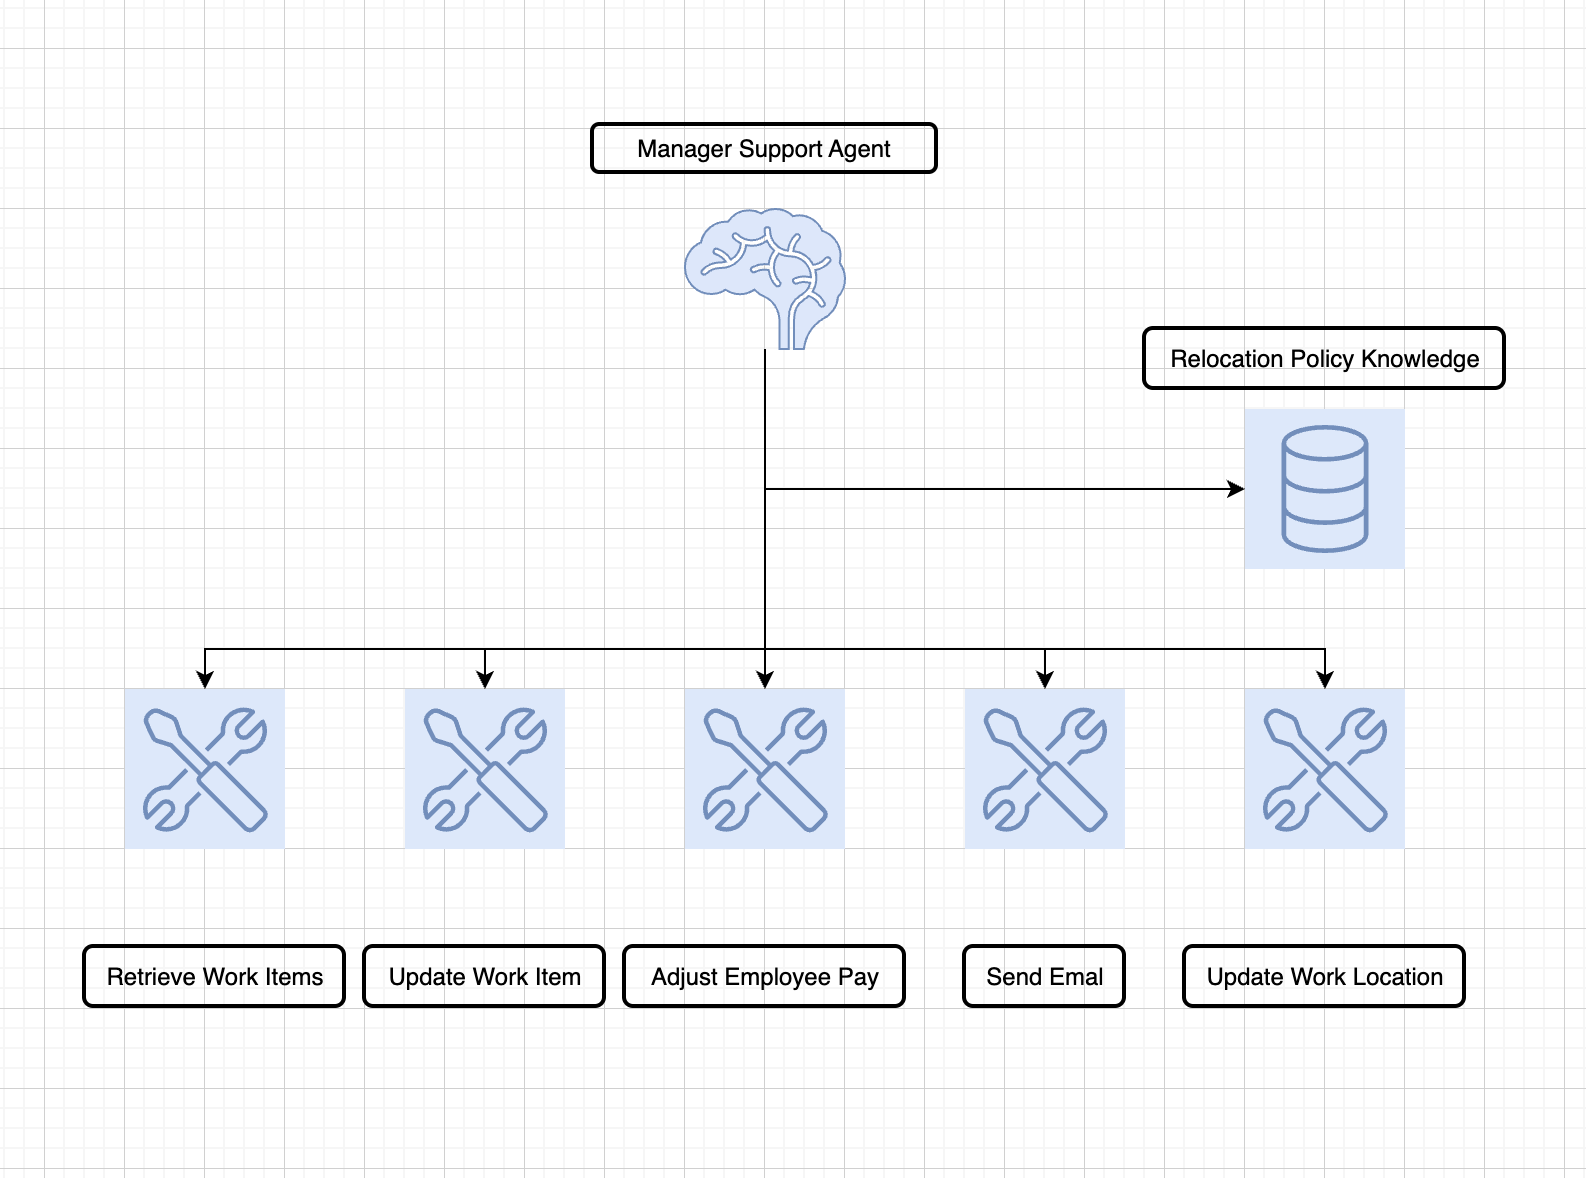 Manager Support Agent
Relocation Policy Knowledge
Retrieve Work Items
Update Work Item
Adjust Employee Pay
Send Emal
Update Work Location